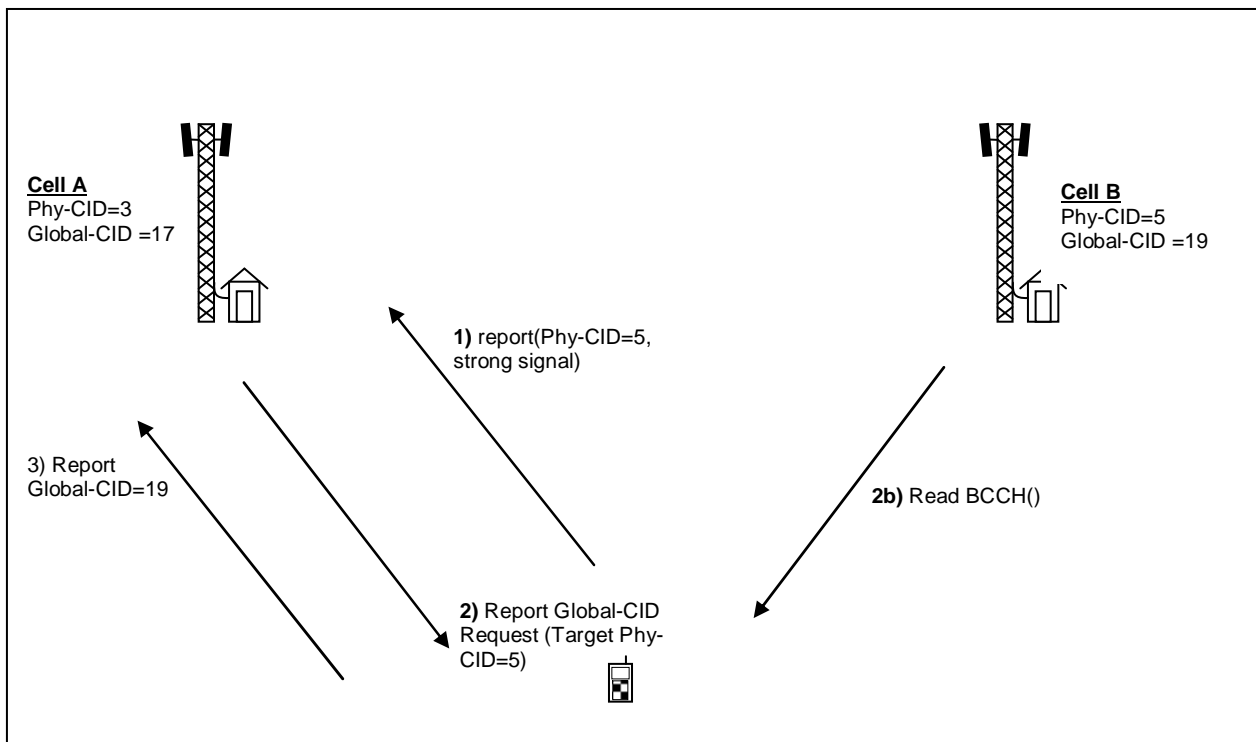 Cell A
Phy-CID=3
Global-CID =17
Cell B
Phy-CID=5
Global-CID =19
1) report(Phy-CID=5,
strong signal)
3) Report
Global-CID=19
2b) Read BCCH()
2) Report Global-CID
Request (Target Phy-
CID=5)